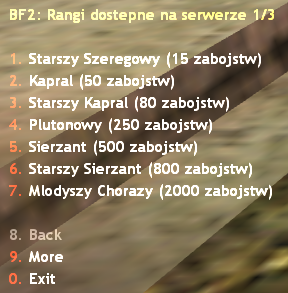 BF2: Rangi dostepne na serwerze 1/3
1. Starszy Szeregowy (15 zabojstw)
2. Kapral (50 zabojstw)
3. Starszy Kapral (80 zabojstw)
4. Plutonowy (250 zabojstw)
5. Sierzant (500 zabojstw)
6. Starszy Sierzant (800 zabojstw)
7. Mlodyszy Chorazy (2000 zabojstw)
8. Back
9. More
0. Exit